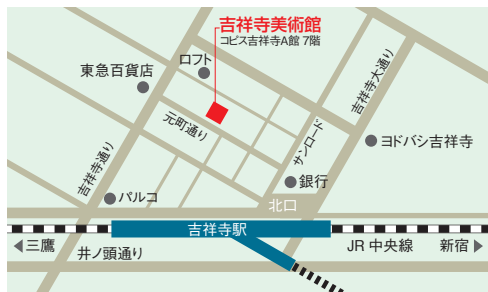 吉祥寺美術館
コピス吉祥寺A館 7階
ロフト
東急百貨店
元町通り
吉祥寺大通り
サンロード
ヨドバシ吉祥寺
吉祥寺通り
銀行
パルコ
北口
吉祥寺駅
三鷹
井ノ頭通り
JR 中央線
新宿